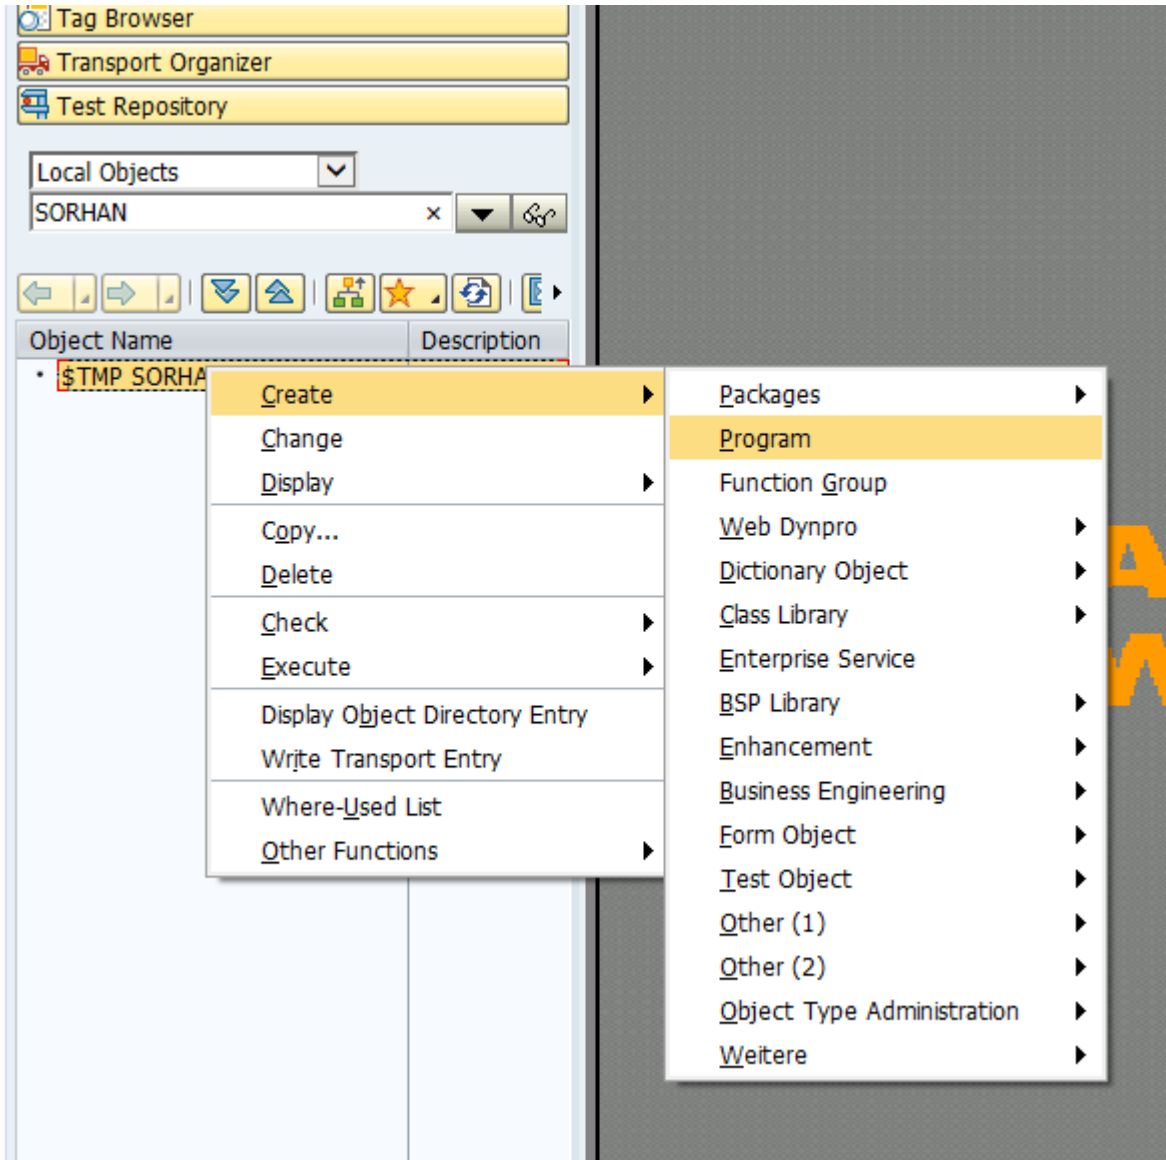 Tag Browser
Transport Organizer
Test Repository
Local Objects
SORHAN
Object Name Description
$TMP SORHA
Create
Change
Display
Copy...
Delete
Check
Execute
Display Object Directory Entry
Write Transport Entry
Where-Used List
Other Functions
Packages
Program
Function Group
Web Dynpro
Dictionary Object
Class Library
Enterprise Service
BSP Library
Enhancement
Business Engineering
Form Object
Test Object
Other (1)
Other (2)
Object Type Administration
Weitere